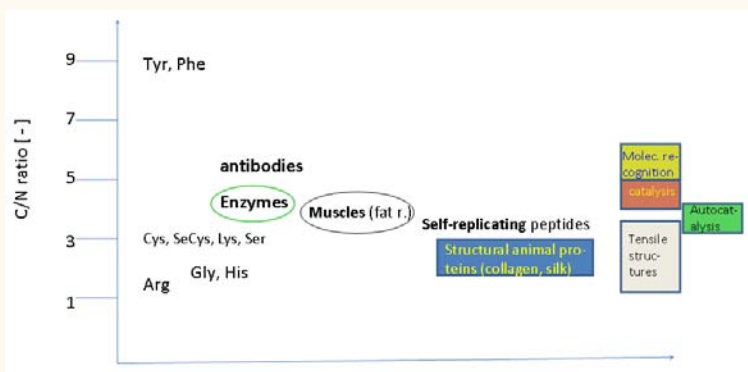 C/N ratio [ - ]
9
7
5
3
1
Tyr, Phe
antibodies
Enzymes
Muscles (fat r.)
Self-replicating peptides
Cys, SeCys, Lys, Ser
Structural animal pro-
teins (collagen, silk)
Gly, His
Arg
Molec. re-
cognition
catalysis
Autocat-
alysis
Tensile
struc-
tures